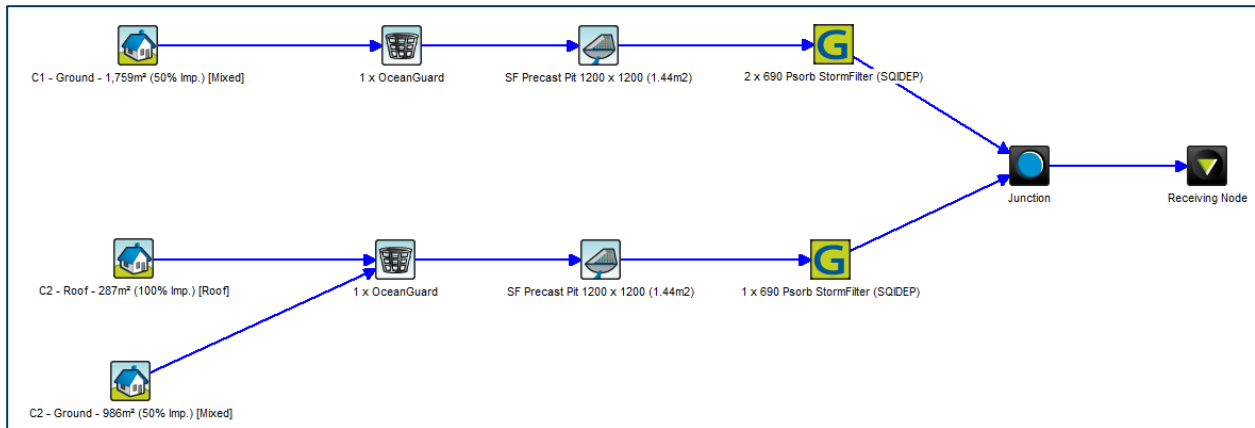 C1 - Ground - 1,759m² (50% Imp.) [Mixed]
1 x OceanGuard
SF Precast Pit 1200 x 1200 (1.44m2)
G
2 x 690 Psorb StormFilter (SQIDEP)
Junction
Receiving Node
C2 - Roof - 287m² (100% Imp.) [Roof]
1 x OceanGuard
SF Precast Pit 1200 x 1200 (1.44m2)
G
1 x 690 Psorb StormFilter (SQIDEP)
C2 - Ground - 986m² (50% Imp.) [Mixed]